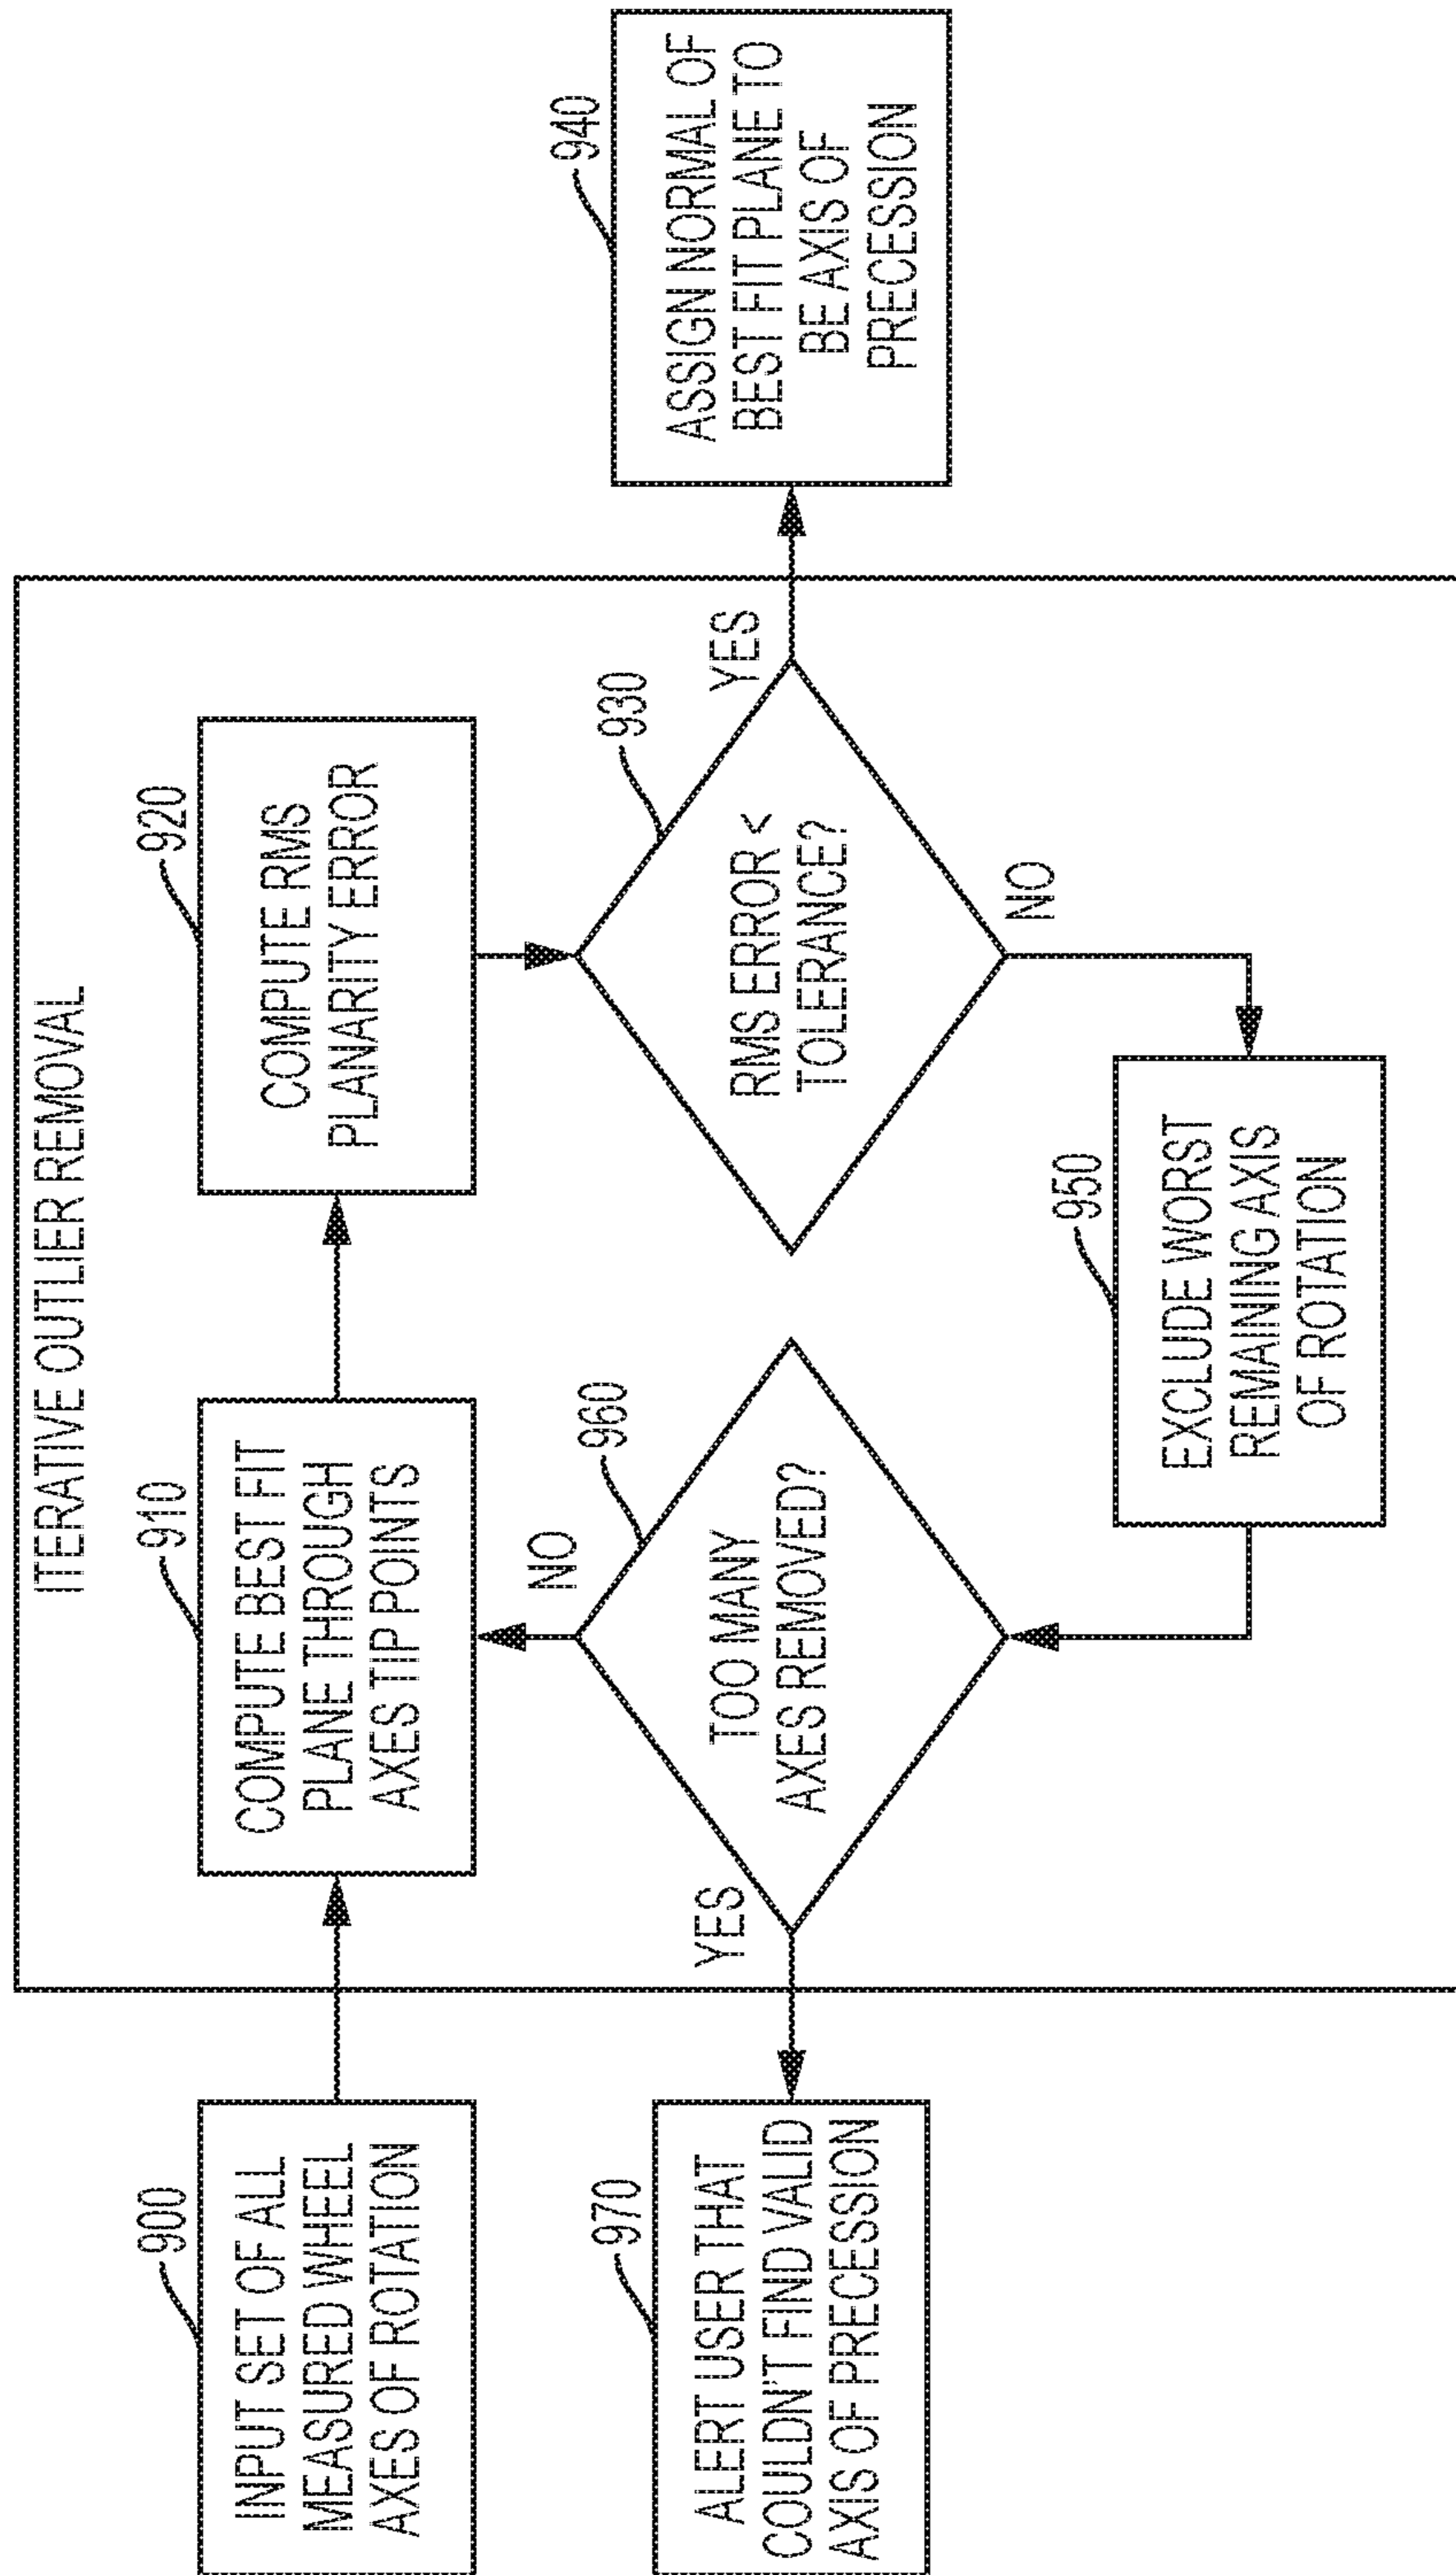 ITERATIVE OUTLIER REMOVAL
900
INPUT SET OF ALL
MEASURED WHEEL
AXES OF ROTATION
910
COMPUTE BEST FIT
PLANE THROUGH
AXES TIP POINTS
920
COMPUTE RMS
PLANARITY ERROR
930
RMS ERROR <
TOLERANCE?
YES
NO
940
ASSIGN NORMAL OF
BEST FIT PLANE TO
BE AXIS OF
PRECESSION
950
EXCLUDE WORST
REMAINING AXIS
OF ROTATION
960
TOO MANY
AXES REMOVED?
NO
YES
970
ALERT USER THAT
COULDN'T FIND VALID
AXIS OF PRECESSION